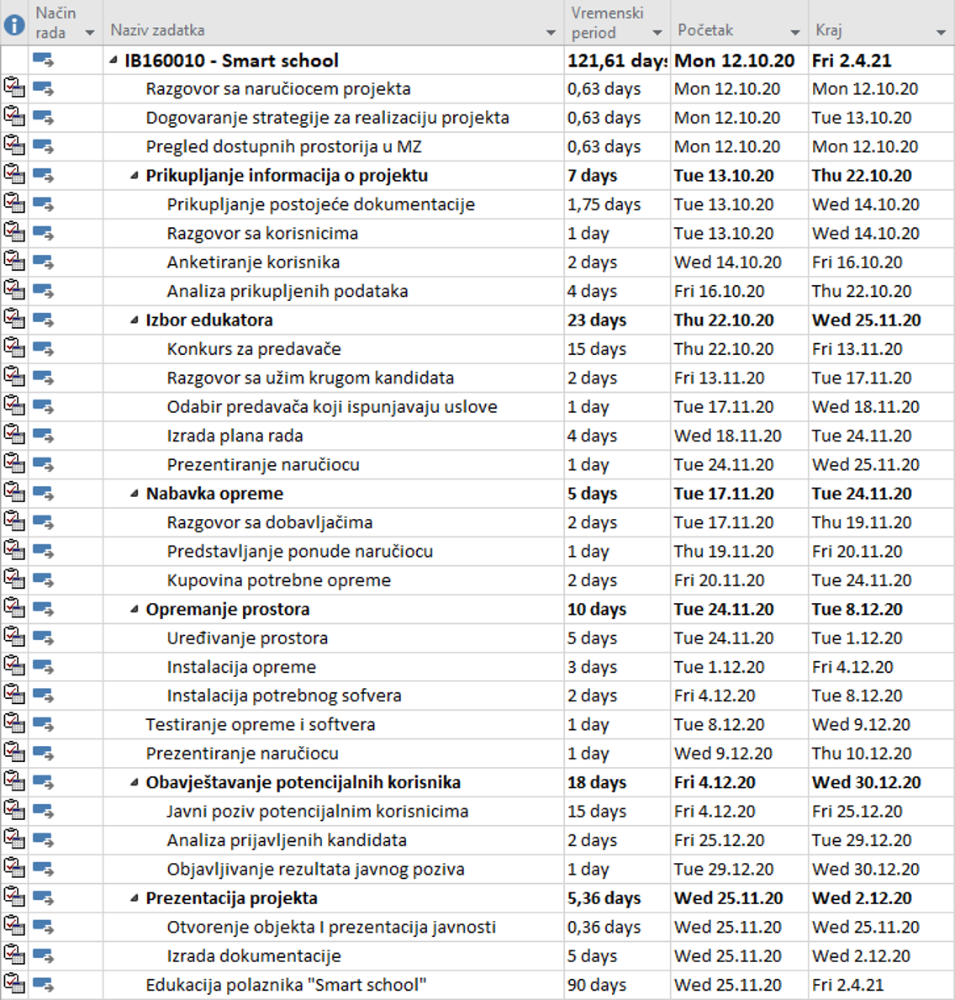 Način rada Naziv zadatka Vremenski period Početak Kraj
IB160010 - Smart school 121,61 days Mon 12.10.20 Fri 2.4.21
Razgovor sa naručiocem projekta 0,63 days Mon 12.10.20 Mon 12.10.20
Dogovaranje strategije za realizaciju projekta 0,63 days Mon 12.10.20 Tue 13.10.20
Pregled dostupnih prostorija u MZ 0,63 days Mon 12.10.20 Mon 12.10.20
Prikupljanje informacija o projektu 7 days Tue 13.10.20 Thu 22.10.20
Prikupljanje postojeće dokumentacije 1,75 days Tue 13.10.20 Wed 14.10.20
Razgovor sa korisnicima 1 day Tue 13.10.20 Wed 14.10.20
Anketiranje korisnika 2 days Wed 14.10.20 Fri 16.10.20
Analiza prikupljenih podataka 4 days Fri 16.10.20 Thu 22.10.20
Izbor edukatora 23 days Thu 22.10.20 Wed 25.11.20
Konkurs za predavače 15 days Thu 22.10.20 Fri 13.11.20
Razgovor sa užim krugom kandidata 2 days Fri 13.11.20 Tue 17.11.20
Odabir predavača koji ispunjavaju uslove 1 day Tue 17.11.20 Wed 18.11.20
Izrada plana rada 4 days Wed 18.11.20 Tue 24.11.20
Prezentiranje naručiocu 1 day Tue 24.11.20 Wed 25.11.20
Nabavka opreme 5 days Tue 17.11.20 Tue 24.11.20
Razgovor sa dobavljačima 2 days Tue 17.11.20 Thu 19.11.20
Predstavljanje ponude naručiocu 1 day Thu 19.11.20 Fri 20.11.20
Kupovina potrebne opreme 2 days Fri 20.11.20 Tue 24.11.20
Opremanje prostora 10 days Tue 24.11.20 Tue 8.12.20
Uređivanje prostora 5 days Tue 24.11.20 Tue 1.12.20
Instalacija opreme 3 days Tue 1.12.20 Fri 4.12.20
Instalacija potrebnog sofvera 2 days Fri 4.12.20 Tue 8.12.20
Testiranje opreme i softvera 1 day Tue 8.12.20 Wed 9.12.20
Prezentiranje naručiocu 1 day Wed 9.12.20 Thu 10.12.20
Obavještavanje potencijalnih korisnika 18 days Fri 4.12.20 Wed 30.12.20
Javni poziv potencijalnim korisnicima 15 days Fri 4.12.20 Fri 25.12.20
Analiza prijavljenih kandidata 2 days Fri 25.12.20 Tue 29.12.20
Objavljivanje rezultata javnog poziva 1 day Tue 29.12.20 Wed 30.12.20
Prezentacija projekta 5,36 days Wed 25.11.20 Wed 2.12.20
Otvorenje objekta I prezentacija javnosti 0,36 days Wed 25.11.20 Wed 25.11.20
Izrada dokumentacije 5 days Wed 25.11.20 Wed 2.12.20
Edukacija polaznika "Smart school" 90 days Wed 25.11.20 Fri 2.4.21